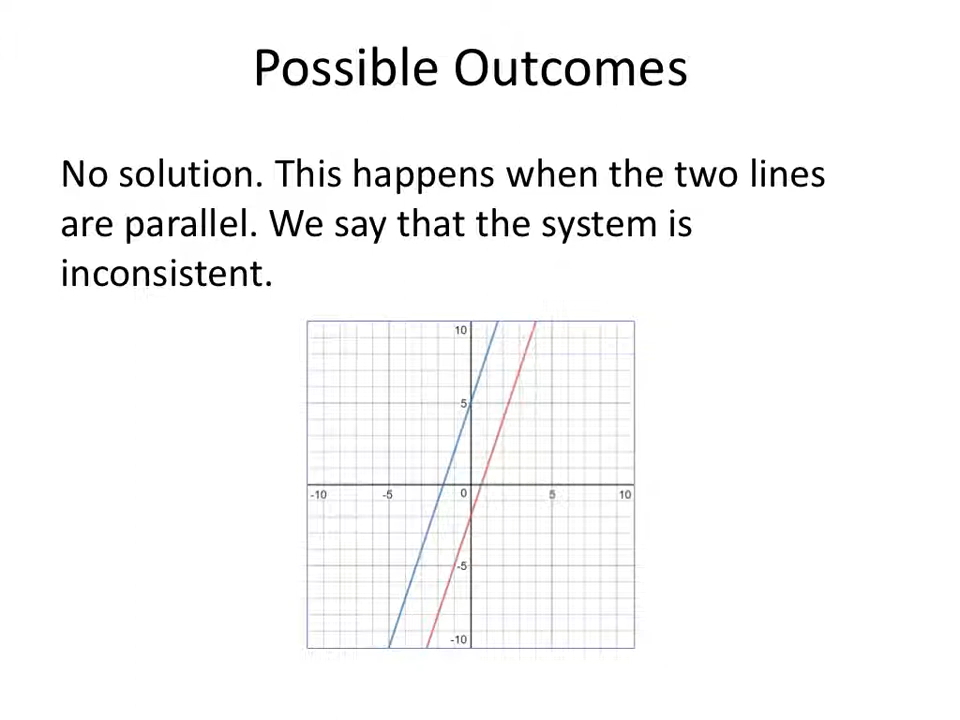 Possible Outcomes
No solution. This happens when the two lines
are parallel. We say that the system is
inconsistent.
10
5
-10 -5 0 5 10
-5
-10